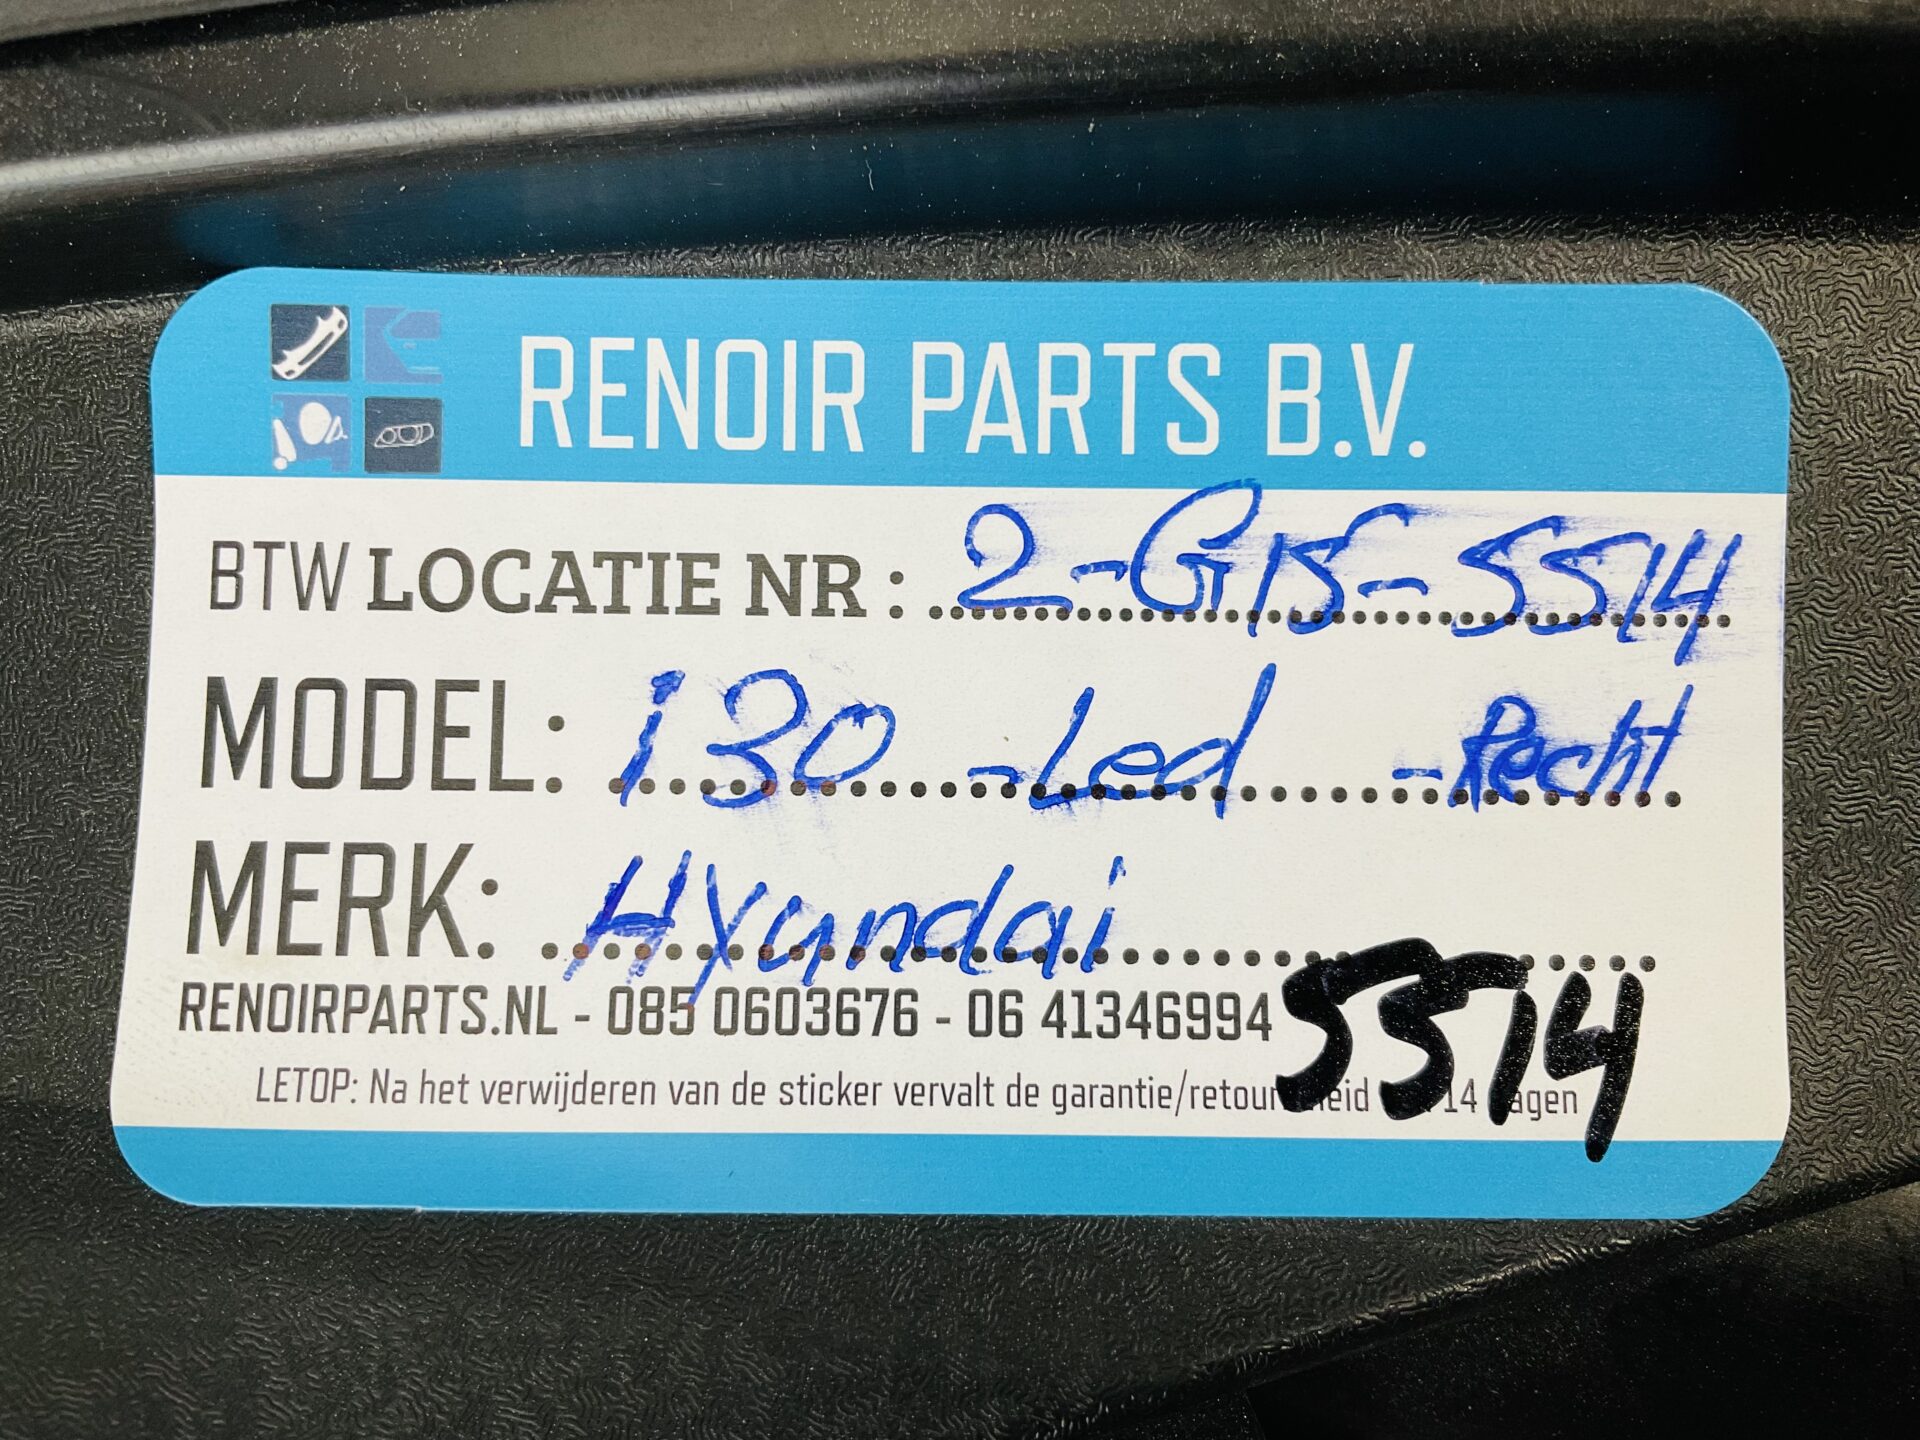 RENOIR PARTS B.V.
BTW LOCATIE NR : 2-G15-5514
MODEL: i30 -Led -Recht
MERK: Hyundai
RENOIRPARTS.NL - 085 0603676 - 06 41346994
5514
LETOP: Na het verwijderen van de sticker vervalt de garantie/retour 14